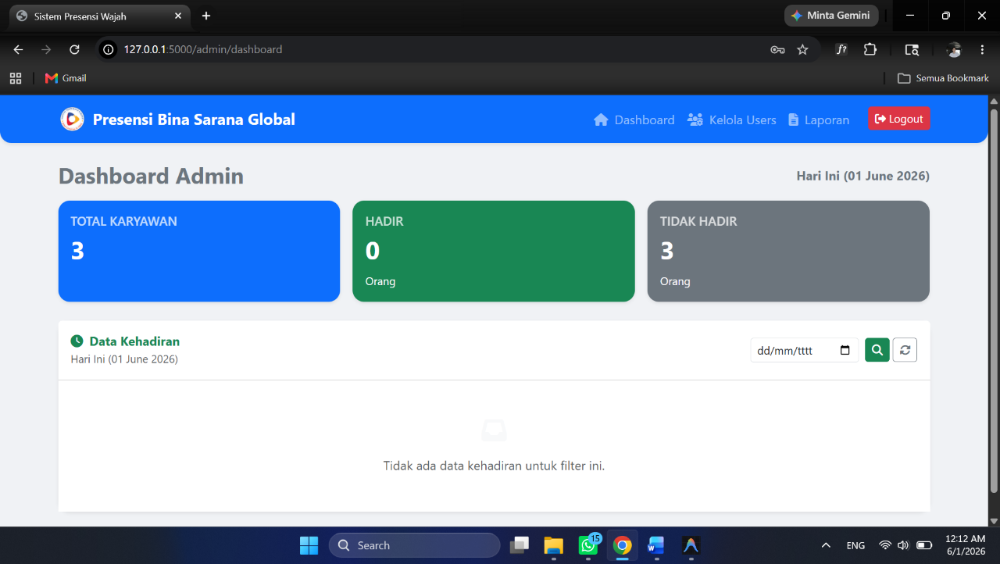 Sistem Presensi Wajah
Minta Gemini
127.0.0.1:5000/admin/dashboard
f?
Gmail
Semua Bookmark
Presensi Bina Sarana Global
Dashboard
Kelola Users
Laporan
Logout
Dashboard Admin
Hari Ini (01 June 2026)
TOTAL KARYAWAN
3
HADIR
0
Orang
TIDAK HADIR
3
Orang
Data Kehadiran
Hari Ini (01 June 2026)
dd/mm/tttt
Tidak ada data kehadiran untuk filter ini.
Search
15
W
ENG
12:12 AM
6/1/2026